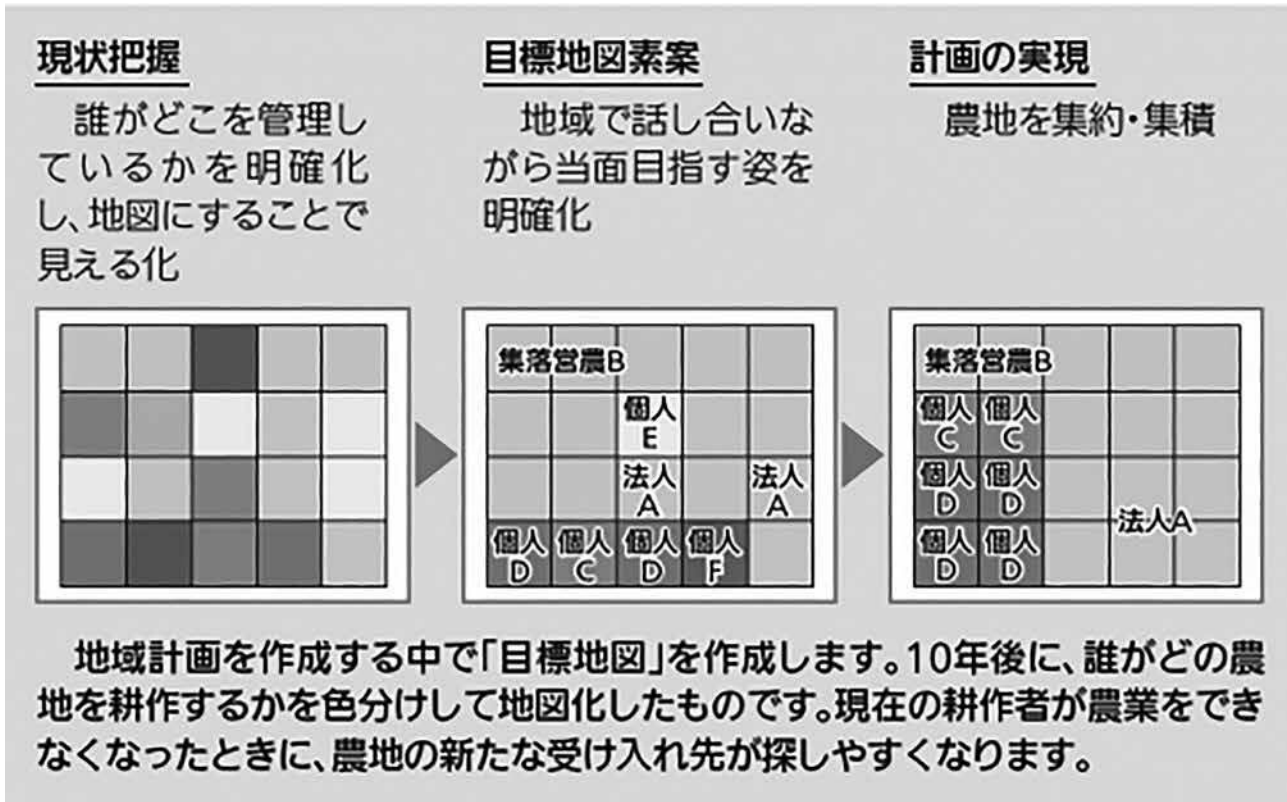 現状把握
誰がどこを管理し
ているかを明確化
し、地図にすることで
見える化
目標地図素案
地域で話し合いな
がら当面目指す姿を
明確化
計画の実現
農地を集約・集積
集落営農B
個人
E
法人
A
法人
A
個人
D
個人
C
個人
D
個人
F
集落営農B
個人
C
個人
C
個人
D
個人
D
法人A
個人
D
個人
D
地域計画を作成する中で「目標地図」を作成します。10年後に、誰がどの農
地を耕作するかを色分けして地図化したものです。現在の耕作者が農業をでき
なくなったときに、農地の新たな受け入れ先が探しやすくなります。